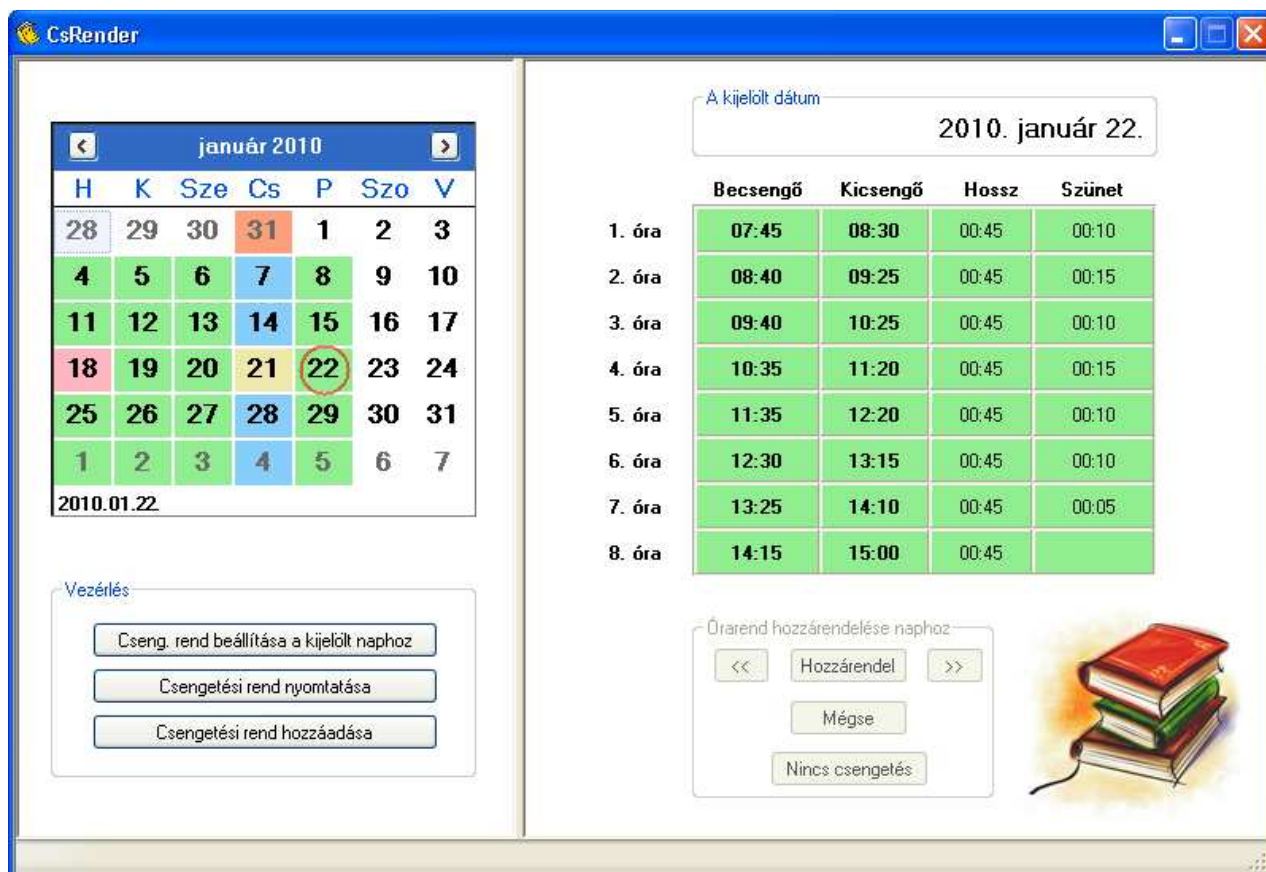 CsRender
január 2010
H K Sze Cs P Szo V
28 29 30 31 1 2 3
4 5 6 7 8 9 10
11 12 13 14 15 16 17
18 19 20 21 22 23 24
25 26 27 28 29 30 31
1 2 3 4 5 6 7
2010.01.22.
Vezérlés
Cseng. rend beállítása a kijelölt naphoz
Csengetési rend nyomtatása
Csengetési rend hozzáadása
A kijelölt dátum
2010. január 22.
Becsengő Kicsengő Hossz Szünet
1. óra 07:45 08:30 00:45 00:10
2. óra 08:40 09:25 00:45 00:15
3. óra 09:40 10:25 00:45 00:10
4. óra 10:35 11:20 00:45 00:15
5. óra 11:35 12:20 00:45 00:10
6. óra 12:30 13:15 00:45 00:10
7. óra 13:25 14:10 00:45 00:05
8. óra 14:15 15:00 00:45
Órarend hozzárendelése naphoz
<< Hozzárendel >>
Mégse
Nincs csengetés